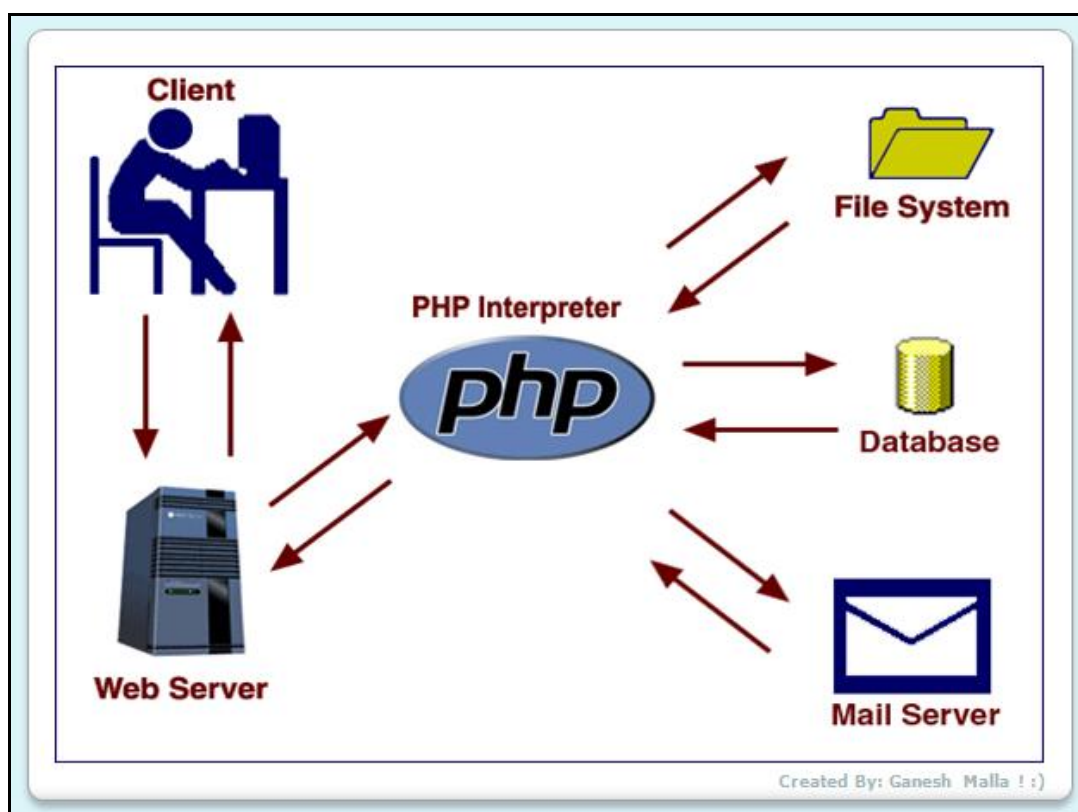 Client
File System
PHP Interpreter
php
Database
Web Server
Mail Server
Created By: Ganesh Malla ! :)